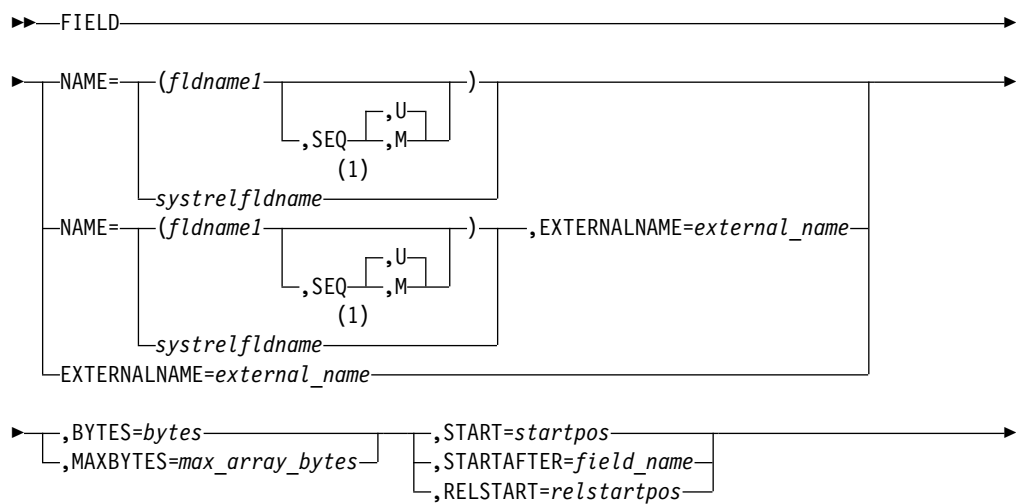 FIELD
NAME= (fldname1 )
,U
,SEQ ,M
(1)
systrelfldname
NAME= (fldname1 ) ,EXTERNALNAME=external_name
,U
,SEQ ,M
(1)
systrelfldname
EXTERNALNAME=external_name
,BYTES=bytes ,START=startpos
,MAXBYTES=max_array_bytes ,STARTAFTER=field_name
,RELSTART=relstartpos